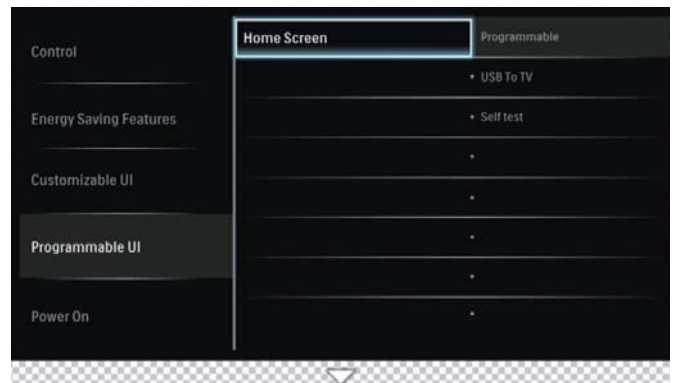 Control
Energy Saving Features
Customizable UI
Programmable UI
Power On
Home Screen
Programmable
• USB To TV
• Self test
•
•
•
•
•